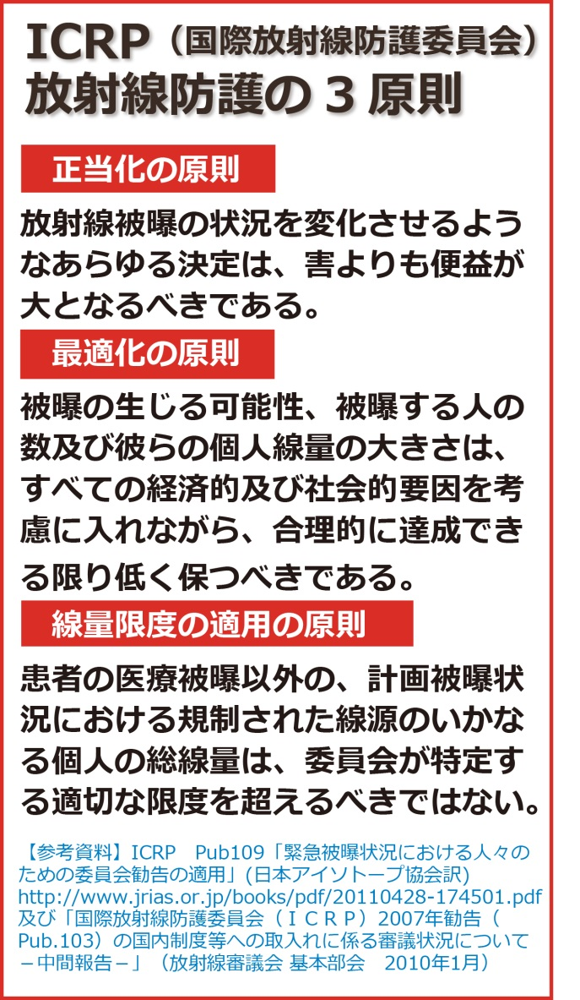 ICRP（国際放射線防護委員会）
放射線防護の３原則
正当化の原則
放射線被曝の状況を変化させるよう
なあらゆる決定は、害よりも便益が
大となるべきである。
最適化の原則
被曝の生じる可能性、被曝する人の
数及び彼らの個人線量の大きさは、
すべての経済的及び社会的要因を考
慮に入れながら、合理的に達成でき
る限り低く保つべきである。
線量限度の適用の原則
患者の医療被曝以外の、計画被曝状
況における規制された線源のいかな
る個人の総線量は、委員会が特定す
る適切な限度を超えるべきではない。
【参考資料】ICRP　Pub109「緊急被曝状況における人々の
ための委員会勧告の適用」(日本アイソトープ協会訳)
http://www.jrias.or.jp/books/pdf/20110428-174501.pdf
及び「国際放射線防護委員会（ＩＣＲＰ）2007年勧告（
Pub.103）の国内制度等への取入れに係る審議状況について
－中間報告－」（放射線審議会 基本部会　2010年1月）